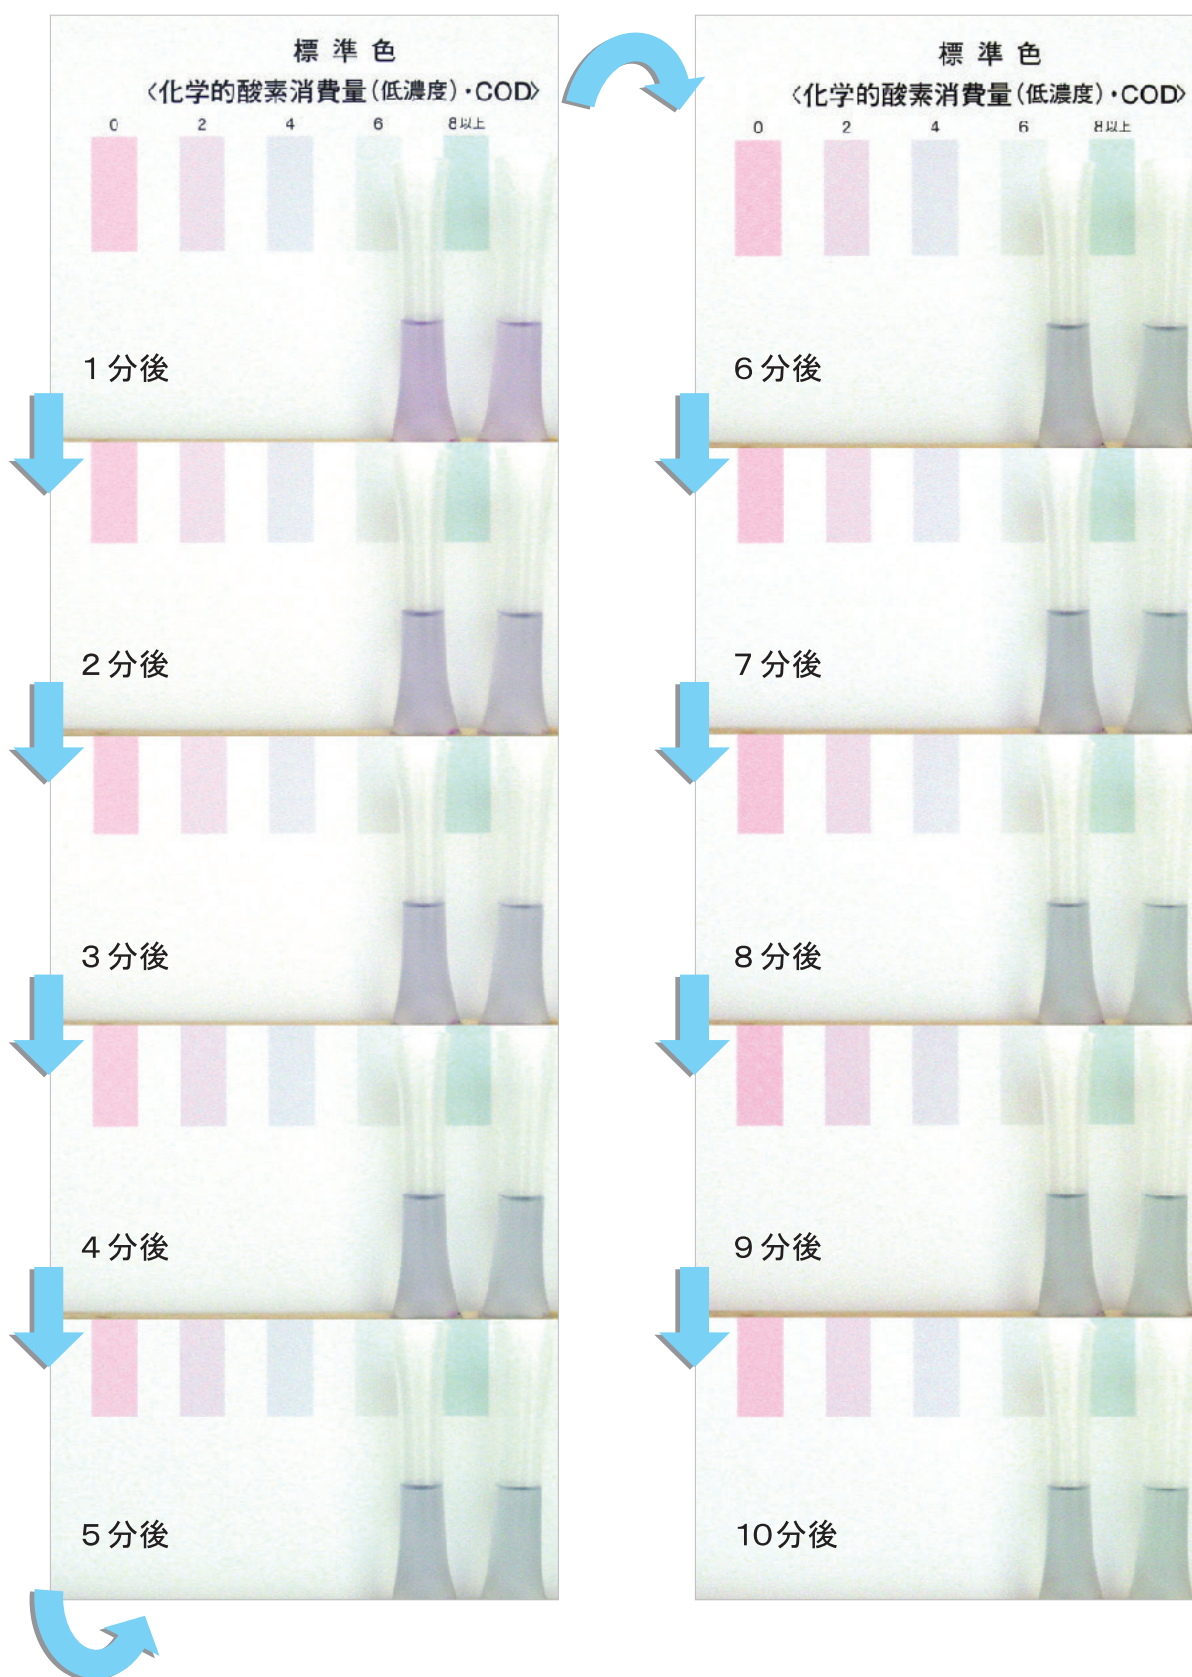 標準色
〈化学的酸素消費量(低濃度)・COD〉
0 2 4 6 8以上
1分後
2分後
3分後
4分後
5分後
標準色
〈化学的酸素消費量(低濃度)・COD〉
0 2 4 6 8以上
6分後
7分後
8分後
9分後
10分後